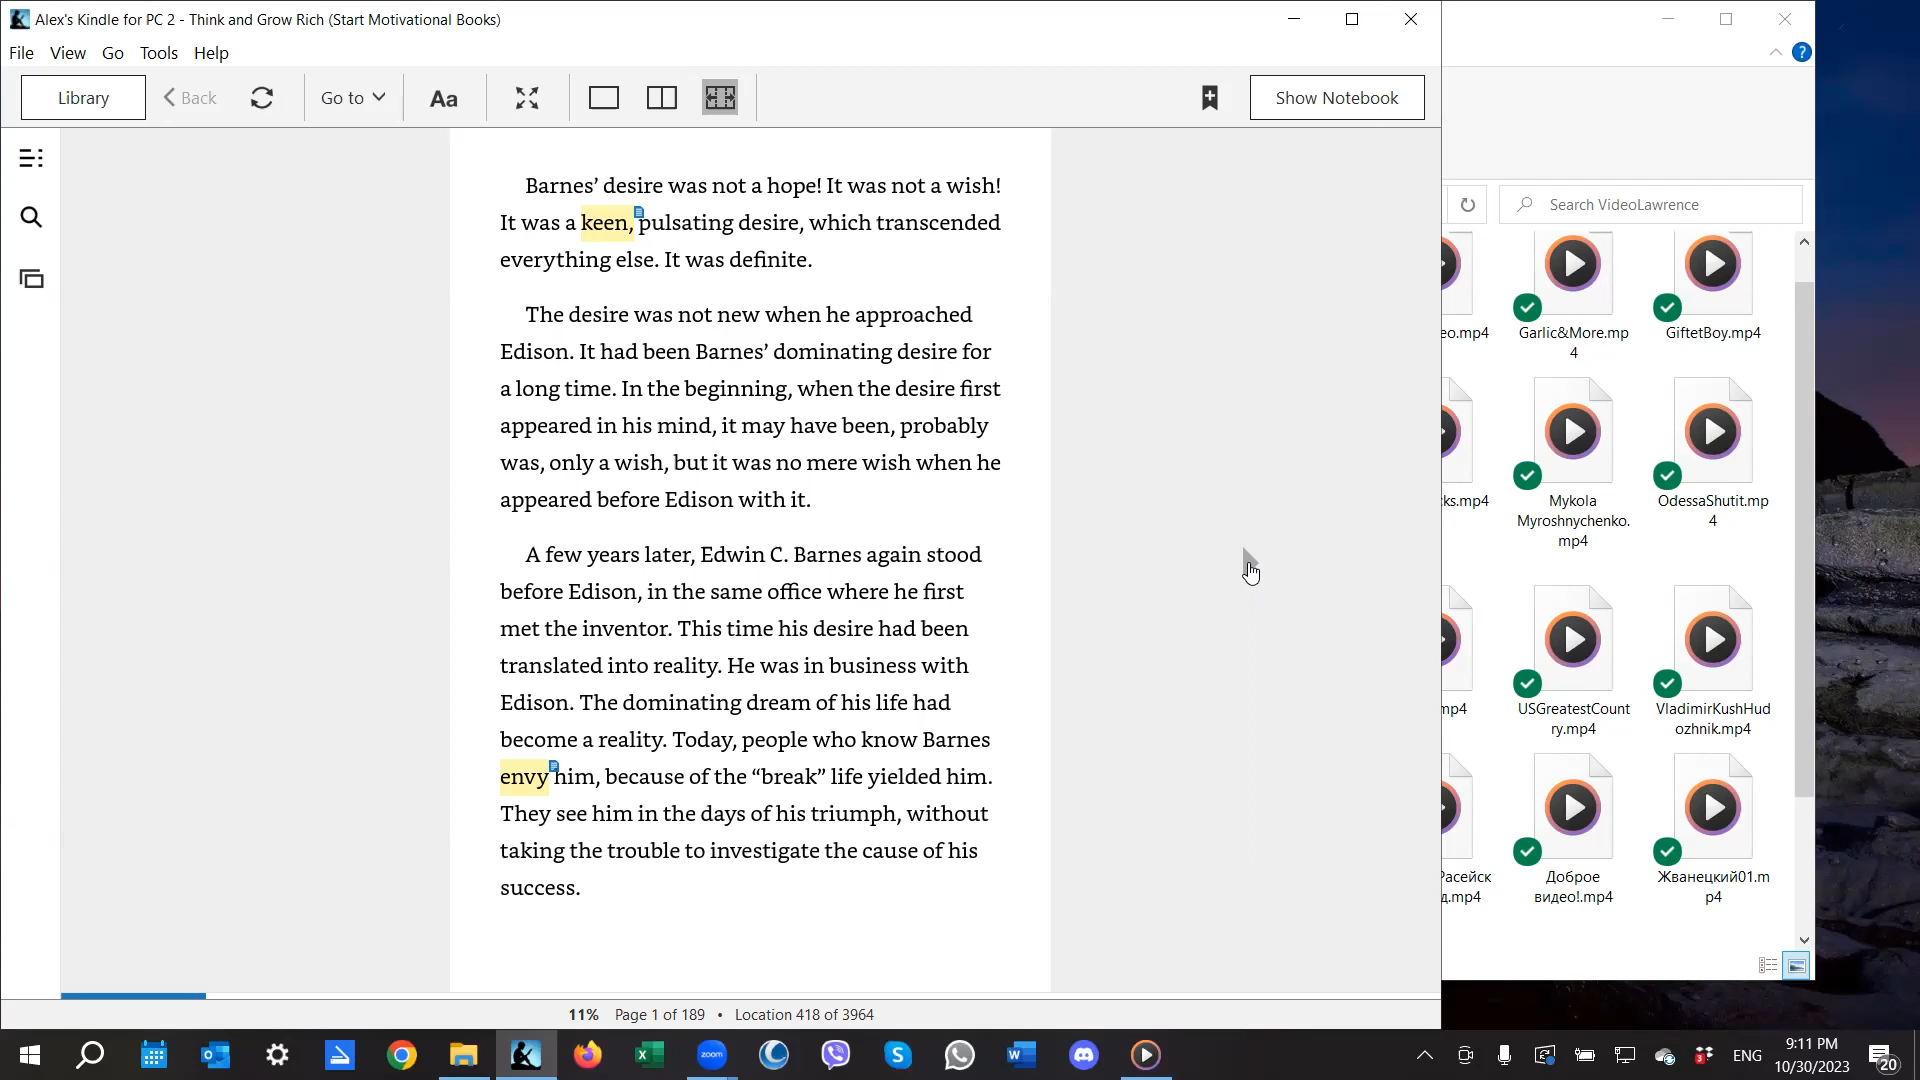 Alex's Kindle for PC 2 - Think and Grow Rich (Start Motivational Books)
File View Go Tools Help
Library Back Go to Aa Show Notebook
Barnes’ desire was not a hope! It was not a wish!
It was a keen, pulsating desire, which transcended
everything else. It was definite.
The desire was not new when he approached
Edison. It had been Barnes’ dominating desire for
a long time. In the beginning, when the desire first
appeared in his mind, it may have been, probably
was, only a wish, but it was no mere wish when he
appeared before Edison with it.
A few years later, Edwin C. Barnes again stood
before Edison, in the same office where he first
met the inventor. This time his desire had been
translated into reality. He was in business with
Edison. The dominating dream of his life had
become a reality. Today, people who know Barnes
envy him, because of the “break” life yielded him.
They see him in the days of his triumph, without
taking the trouble to investigate the cause of his
success.
11% Page 1 of 189 • Location 418 of 3964
Search VideoLawrence
eo.mp4 Garlic&More.mp GiftetBoy.mp4
4
ks.mp4 Mykola OdessaShutit.mp
Myroshnychenko. 4
mp4
mp4 USGreatestCount VladimirKushHud
ry.mp4 ozhnik.mp4
Расейск Доброе Жванецкий01.m
д.mp4 видео!.mp4 p4
zoom
ENG
9:11 PM
10/30/2023
20